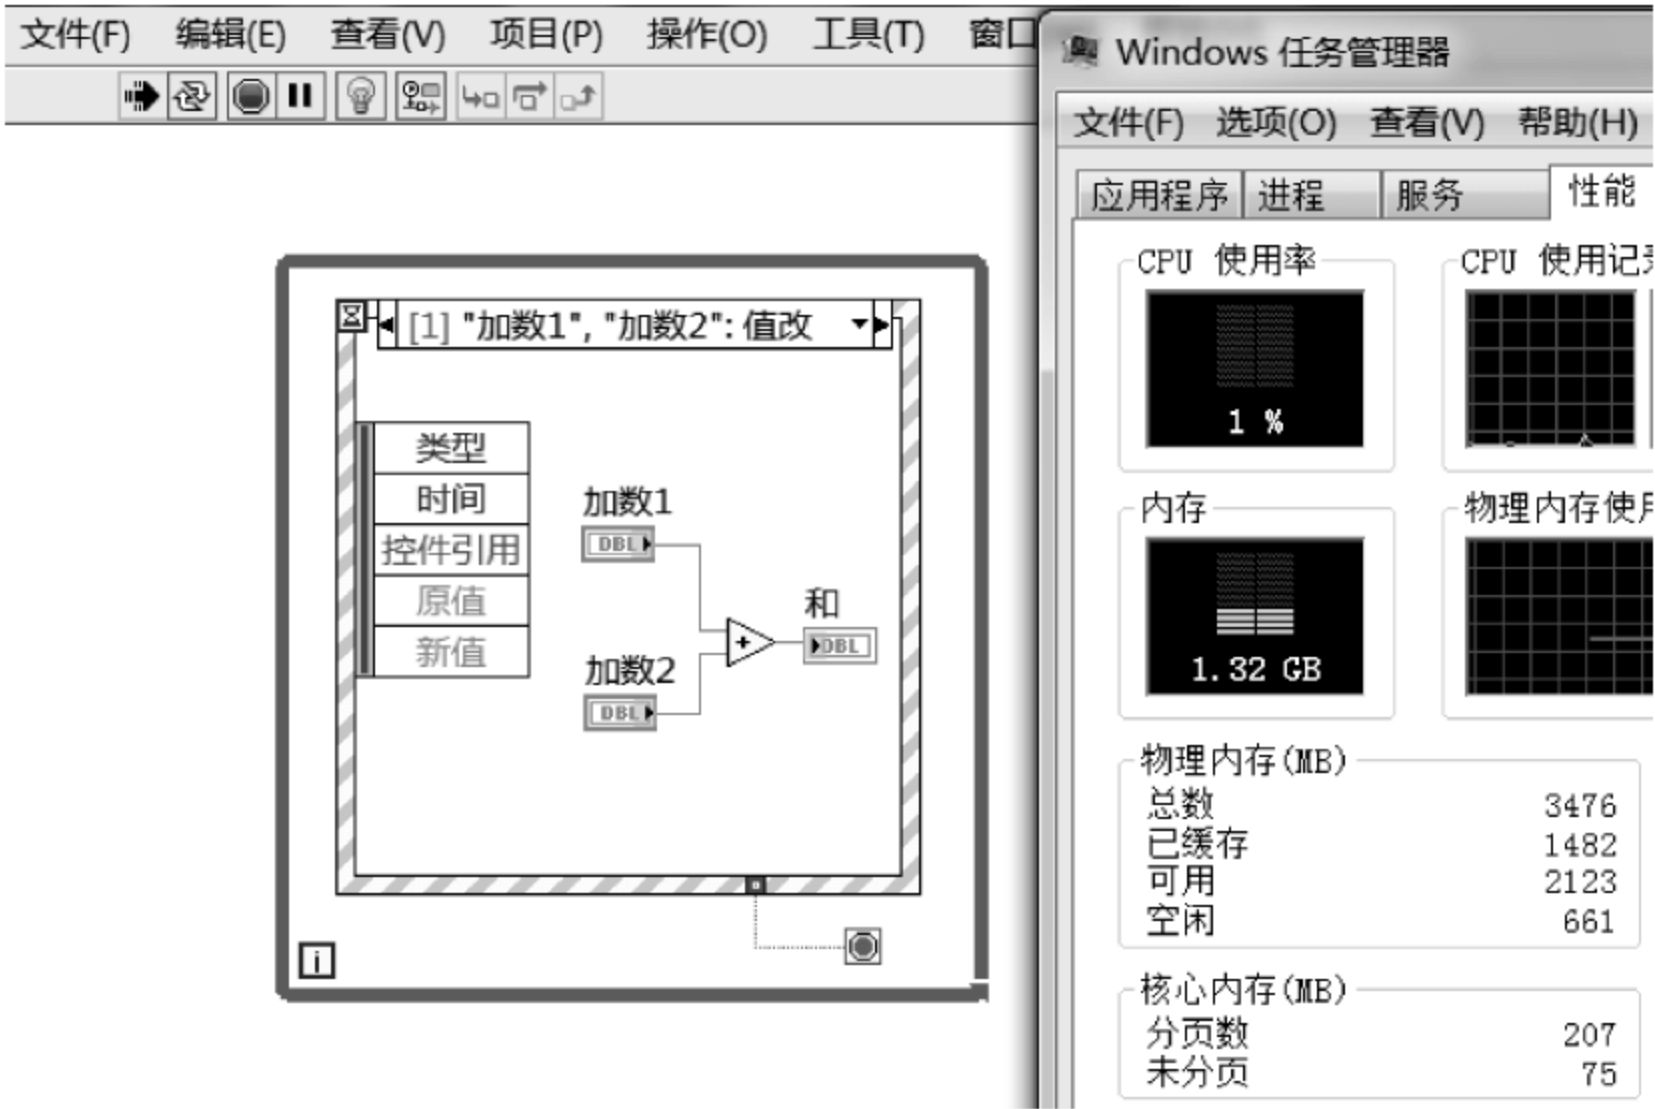 文件(F) 编辑(E) 查看(V) 项目(P) 操作(O) 工具(T) 窗口
[1] "加数1", "加数2": 值改
类型
时间
控件引用
原值
新值
加数1
DBL
加数2
DBL
+
和
DBL
i
Windows 任务管理器
文件(F) 选项(O) 查看(V) 帮助(H)
应用程序 进程 服务 性能
CPU 使用率
1 %
CPU 使用记
内存
1.32 GB
物理内存使
物理内存(MB)
总数 3476
已缓存 1482
可用 2123
空闲 661
核心内存(MB)
分页数 207
未分页 75